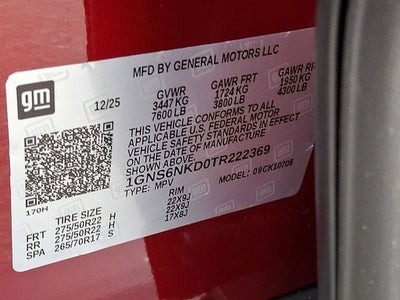 MFD BY GENERAL MOTORS LLC
gm
12/25
GVWR
3447 KG
7600 LB
GAWR FRT
1724 KG
3800 LB
GAWR RR
1950 KG
4300 LB
THIS VEHICLE CONFORMS TO ALL
APPLICABLE U.S. FEDERAL MOTOR
VEHICLE SAFETY STANDARDS IN EFFECT
ON THE DATE OF MANUFACTURE
SHOWN ABOVE.
1GNS6NKD0TR222369
TYPE: MPV
MODEL: 09CK10706
170H
TIRE SIZE
RIM
FRT 275/50R22 H 22X9J
RR 275/50R22 H 22X9J
SPA 265/70R17 S 17X8J